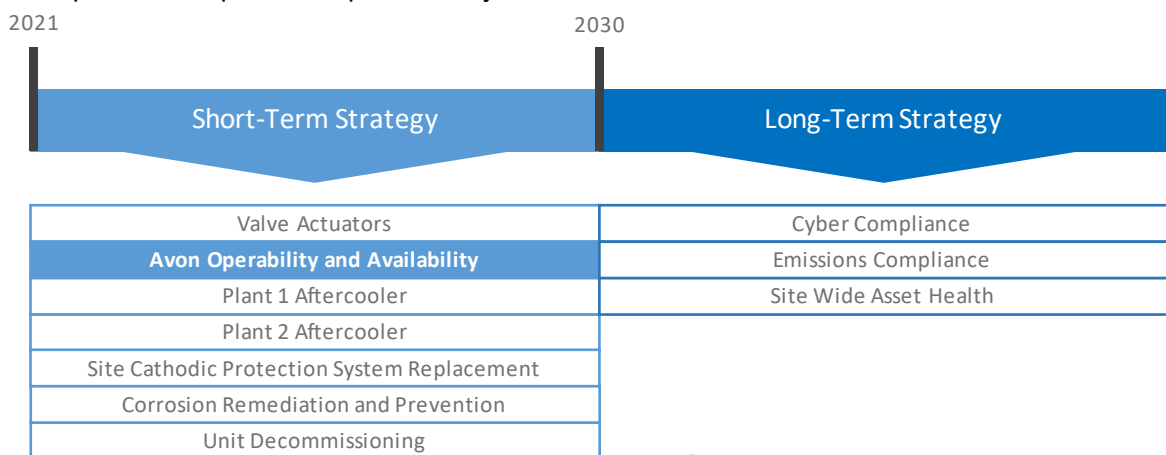 2021
2030
Short-Term Strategy
Long-Term Strategy
Valve Actuators
Cyber Compliance
Avon Operability and Availability
Emissions Compliance
Plant 1 Aftercooler
Site Wide Asset Health
Plant 2 Aftercooler
Site Cathodic Protection System Replacement
Corrosion Remediation and Prevention
Unit Decommissioning